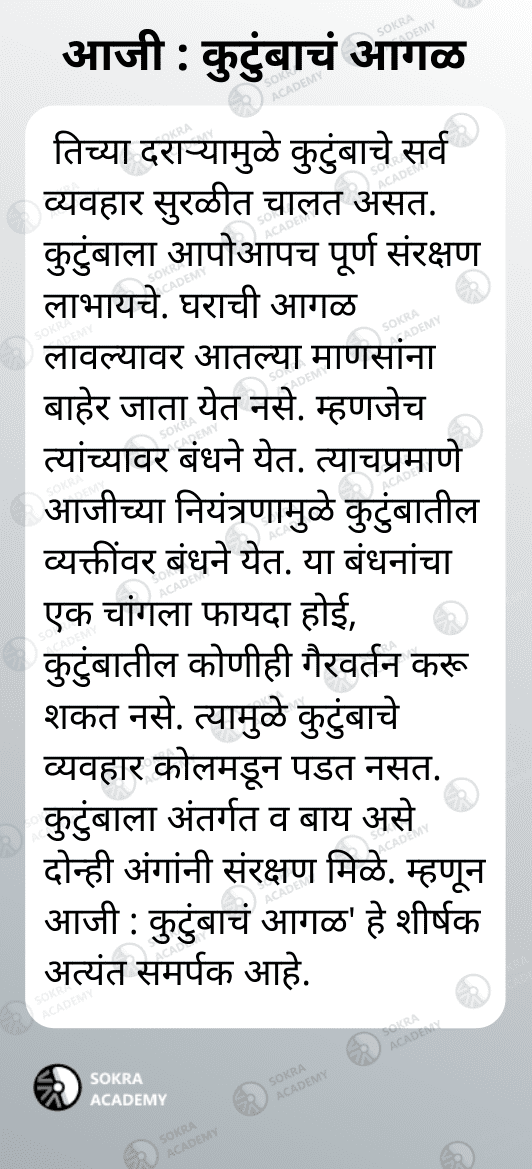 आजी : कुटुंबाचं आगळ
तिच्या दराऱ्यामुळे कुटुंबाचे सर्व
व्यवहार सुरळीत चालत असत.
कुटुंबाला आपोआपच पूर्ण संरक्षण
लाभायचे. घराची आगळ
लावल्यावर आतल्या माणसांना
बाहेर जाता येत नसे. म्हणजेच
त्यांच्यावर बंधने येत. त्याचप्रमाणे
आजीच्या नियंत्रणामुळे कुटुंबातील
व्यक्तींवर बंधने येत. या बंधनांचा
एक चांगला फायदा होई,
कुटुंबातील कोणीही गैरवर्तन करू
शकत नसे. त्यामुळे कुटुंबाचे
व्यवहार कोलमडून पडत नसत.
कुटुंबाला अंतर्गत व बाय असे
दोन्ही अंगांनी संरक्षण मिळे. म्हणून
आजी : कुटुंबाचं आगळ' हे शीर्षक
अत्यंत समर्पक आहे.
SOKRA
ACADEMY